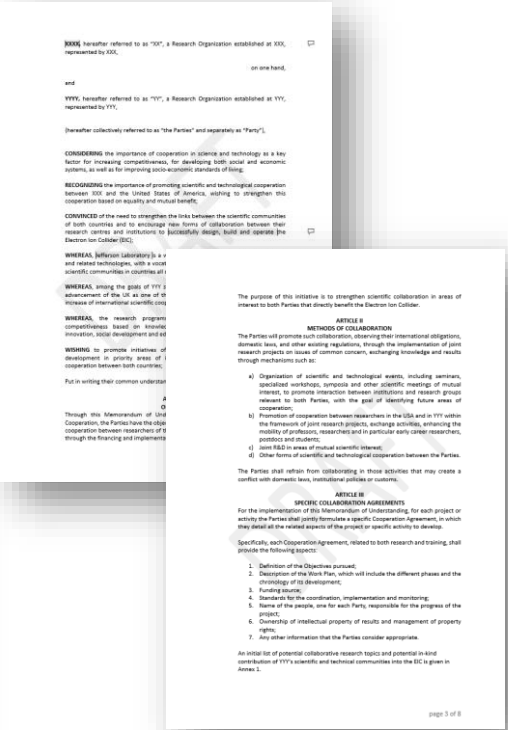 XXXX, hereafter referred to as "XX", a Research Organization established at XXX,
represented by XXX,
on one hand,
and
YYYY, hereafter referred to as "YY", a Research Organization established at YYY,
represented by YYY,
[hereafter collectively referred to as "the Parties" and separately as "Party"],
CONSIDERING the importance of cooperation in science and technology as a key
factor for increasing competitiveness, for developing both social and economic
systems, as well as for improving socio-economic standards of living;
RECOGNIZING the importance of promoting scientific and technological cooperation
between XXX and the United States of America, wishing to strengthen this
cooperation based on equality and mutual benefit;
CONVINCED of the need to strengthen the links between the scientific communities
of both countries and to encourage new forms of collaboration between their
research centres and institutions to successfully design, build and operate the
Electron Ion Collider (EIC);
WHEREAS, Jefferson Laboratory is a w
and related technologies, with a vocat
scientific communities in countries all
WHEREAS, among the goals of YYY
advancement of the UK as one of th
increase of international scientific coop
WHEREAS, the research program
competitiveness based on knowled
innovation, social development and
WISHING to promote initiatives of
development in priority areas of
cooperation between both countries;
Put in writing their common understan
A
O
Through this Memorandum of Und
Cooperation, the Parties have the obje
cooperation between researchers of t
through the financing and implementa
The purpose of this initiative is to strengthen scientific collaboration in areas of
interest to both Parties that directly benefit the Electron Ion Collider.
ARTICLE II
METHODS OF COLLABORATION
The Parties will promote such collaboration, observing their international obligations,
domestic laws, and other existing regulations, through the implementation of joint
research projects on issues of common concern, exchanging knowledge and results
through mechanisms such as:
a) Organization of scientific and technological events, including seminars,
specialized workshops, symposia and other scientific meetings of mutual
interest, to promote interaction between institutions and research groups
relevant to both Parties, with the goal of identifying future areas of
cooperation;
b) Promotion of cooperation between researchers in the USA and in YYY within
the framework of joint research projects, exchange activities, enhancing the
mobility of professors, researchers and in particular early career researchers,
postdocs and students;
c) Joint R&D in areas of mutual scientific interest;
d) Other forms of scientific and technological cooperation between the Parties.
The Parties shall refrain from collaborating in those activities that may create a
conflict with domestic laws, institutional policies or customs.
ARTICLE III
SPECIFIC COLLABORATION AGREEMENTS
For the implementation of this Memorandum of Understanding, for each project or
activity the Parties shall jointly formulate a specific Cooperation Agreement, in which
they detail all the related aspects of the project or specific activity to develop.
Specifically, each Cooperation Agreement, related to both research and training, shall
provide the following aspects:
1. Definition of the Objectives pursued;
2. Description of the Work Plan, which will include the different phases and the
chronology of its development;
3. Funding source;
4. Standards for the coordination, implementation and monitoring;
5. Name of the people, one for each Party, responsible for the progress of the
project;
6. Ownership of intellectual property of results and management of property
rights;
7. Any other information that the Parties consider appropriate.
An initial list of potential collaborative research topics and potential in-kind
contribution of YYY's scientific and technical communities into the EIC is given in
Annex 1.
page 3 of 8
DRAFT